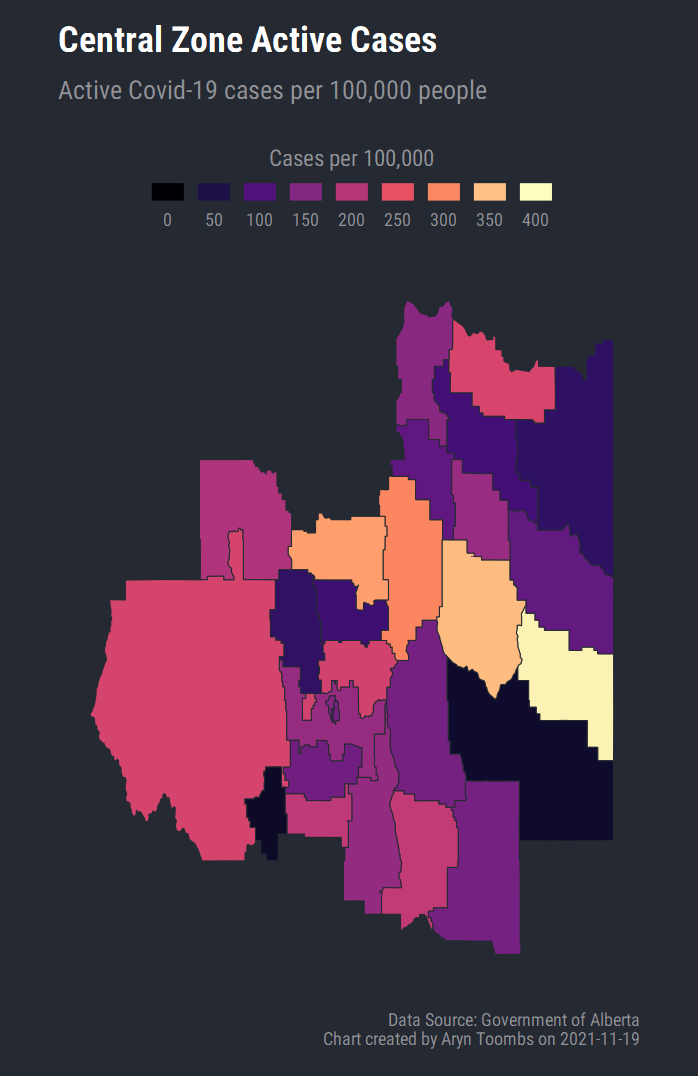 Central Zone Active Cases
Active Covid-19 cases per 100,000 people
Cases per 100,000
0 50 100 150 200 250 300 350 400
Data Source: Government of Alberta
Chart created by Aryn Toombs on 2021-11-19